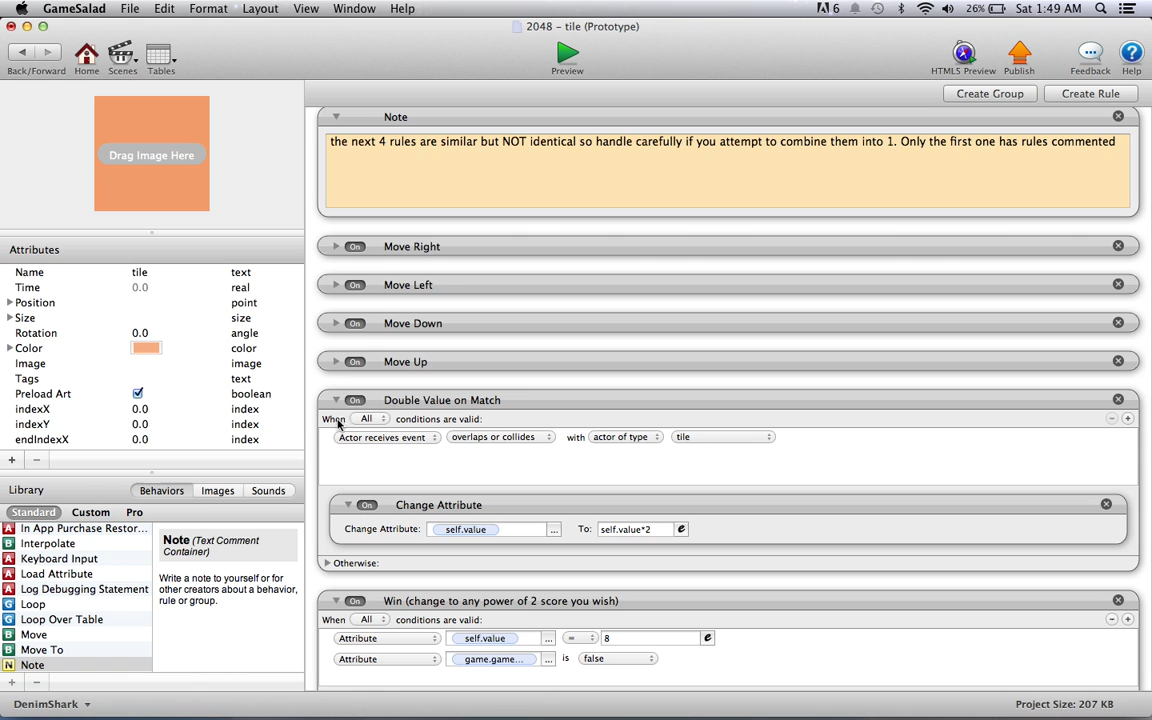 GameSalad File Edit Format Layout View Window Help 6 26% Sat 1:49 AM
2048 - tile (Prototype)
Back/Forward Home Scenes Tables Preview HTML5 Preview Publish Feedback Help
Create Group Create Rule
Drag Image Here
Note
the next 4 rules are similar but NOT identical so handle carefully if you attempt to combine them into 1. Only the first one has rules commented
Attributes
Name tile text
Time 0.0 real
Position point
Size size
Rotation 0.0 angle
Color color
Image image
Tags text
Preload Art boolean
indexX 0.0 index
indexY 0.0 index
endIndexX 0.0 index
On Move Right
On Move Left
On Move Down
On Move Up
On Double Value on Match
When All conditions are valid:
Actor receives event overlaps or collides with actor of type tile
On Change Attribute
Change Attribute: self.value ... To: self.value*2 e
Otherwise:
On Win (change to any power of 2 score you wish)
When All conditions are valid:
Attribute self.value ... = 8 e
Attribute game.game... ... is false
Library Behaviors Images Sounds
Standard Custom Pro
A In App Purchase Restor...
B Interpolate
A Keyboard Input
A Load Attribute
A Log Debugging Statement
G Loop
G Loop Over Table
B Move
B Move To
N Note
Note (Text Comment
Container)
Write a note to yourself or for
other creators about a behavior,
rule or group.
DenimShark Project Size: 207 KB